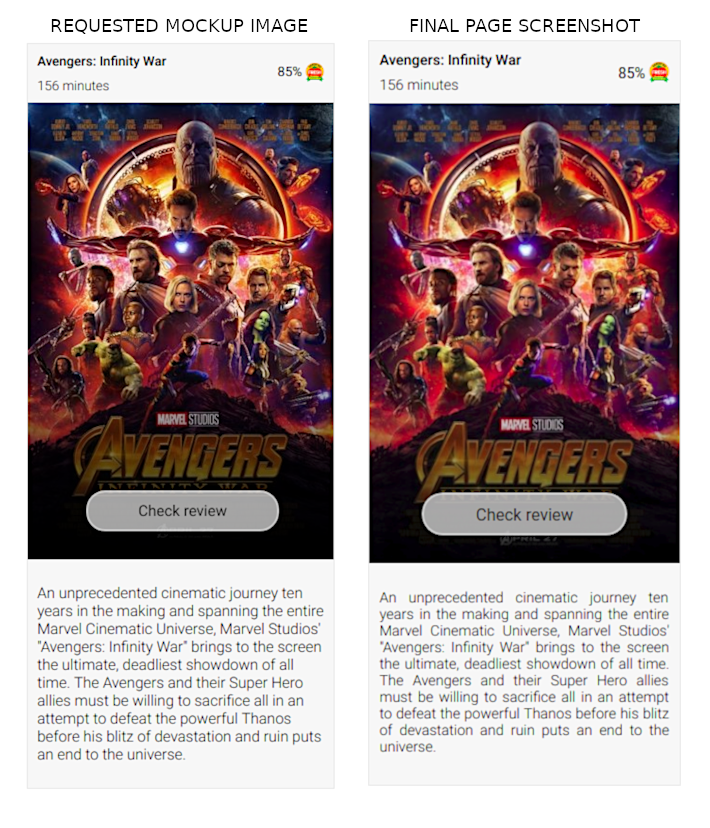 REQUESTED MOCKUP IMAGE
Avengers: Infinity War
156 minutes
85%
MARVEL STUDIOS
AVENGERS
INFINITY WAR
Check review
An unprecedented cinematic journey ten
years in the making and spanning the entire
Marvel Cinematic Universe, Marvel Studios'
"Avengers: Infinity War" brings to the screen
the ultimate, deadliest showdown of all
time. The Avengers and their Super Hero
allies must be willing to sacrifice all in an
attempt to defeat the powerful Thanos
before his blitz of devastation and ruin puts
an end to the universe.
FINAL PAGE SCREENSHOT
Avengers: Infinity War
156 minutes
85%
MARVEL STUDIOS
AVENGERS
Check review
APRIL 27
An unprecedented cinematic journey ten
years in the making and spanning the entire
Marvel Cinematic Universe, Marvel Studios'
"Avengers: Infinity War" brings to the screen
the ultimate, deadliest showdown of all time.
The Avengers and their Super Hero allies
must be willing to sacrifice all in an attempt
to defeat the powerful Thanos before his blitz
of devastation and ruin puts an end to the
universe.